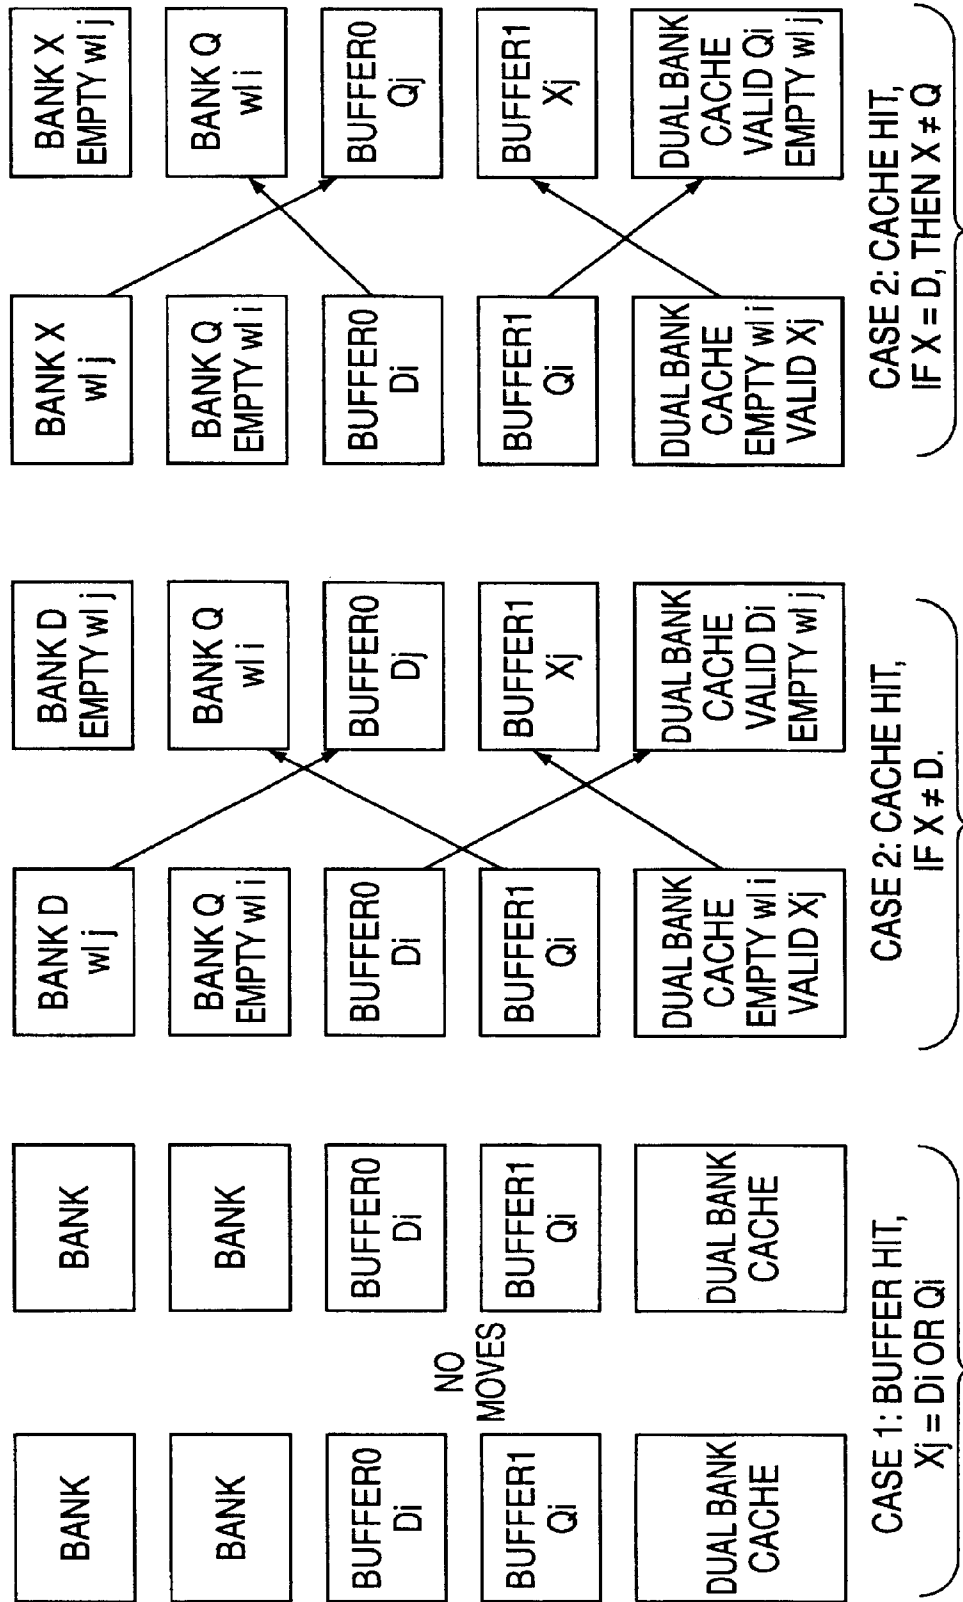 BANK
BANK
BUFFER0
Di
BUFFER1
Qi
DUAL BANK
CACHE
NO
MOVES
BANK
BANK
BUFFER0
Di
BUFFER1
Qi
DUAL BANK
CACHE
CASE 1: BUFFER HIT,
Xj = Di OR Qi
BANK D
wl j
BANK Q
EMPTY wl i
BUFFER0
Di
BUFFER1
Qi
DUAL BANK
CACHE
EMPTY wl i
VALID Xj
BANK D
EMPTY wl j
BANK Q
wl i
BUFFER0
Dj
BUFFER1
Xj
DUAL BANK
CACHE
VALID Di
EMPTY wl j
CASE 2: CACHE HIT,
IF X ≠ D.
BANK X
wl j
BANK Q
EMPTY wl i
BUFFER0
Di
BUFFER1
Qi
DUAL BANK
CACHE
EMPTY wl i
VALID Xj
BANK X
EMPTY wl j
BANK Q
wl i
BUFFER0
Qj
BUFFER1
Xj
DUAL BANK
CACHE
VALID Qi
EMPTY wl j
CASE 2: CACHE HIT,
IF X = D, THEN X ≠ Q